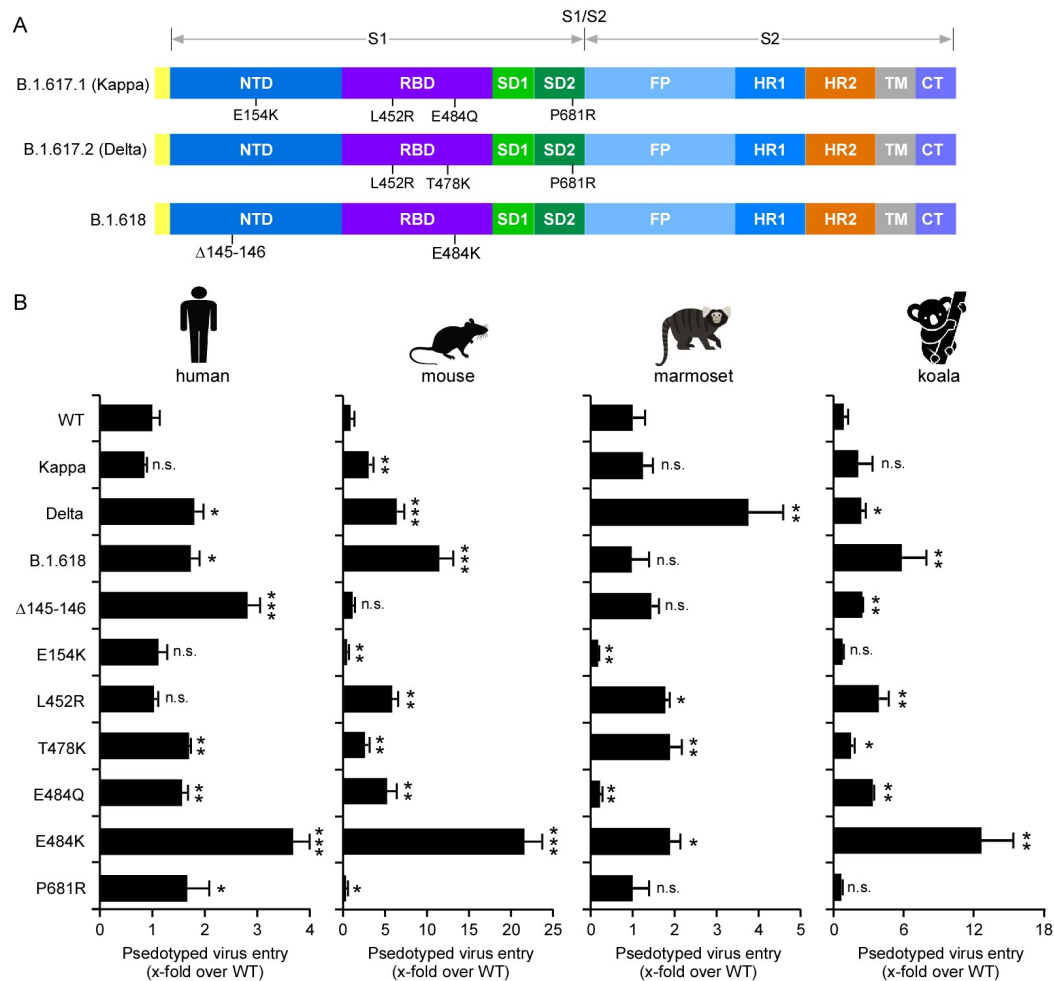 A
S1/S2
S1
S2
B.1.617.1 (Kappa)
NTD
RBD
SD1
SD2
FP
HR1
HR2
TM
CT
E154K
L452R
E484Q
P681R
B.1.617.2 (Delta)
NTD
RBD
SD1
SD2
FP
HR1
HR2
TM
CT
L452R
T478K
P681R
B.1.618
NTD
RBD
SD1
SD2
FP
HR1
HR2
TM
CT
Δ145-146
E484K
B
human
mouse
marmoset
koala
WT
Kappa
n.s.
**
n.s.
n.s.
Delta
*
***
**
*
B.1.618
*
***
n.s.
**
Δ145-146
***
n.s.
n.s.
**
E154K
n.s.
**
**
n.s.
L452R
n.s.
**
*
**
T478K
**
**
**
*
E484Q
**
**
**
**
E484K
***
***
*
**
P681R
*
*
n.s.
n.s.
0 1 2 3 4
0 5 10 15 20 25
0 1 2 3 4 5
0 6 12 18
Psedotyped virus entry
(x-fold over WT)
Psedotyped virus entry
(x-fold over WT)
Psedotyped virus entry
(x-fold over WT)
Psedotyped virus entry
(x-fold over WT)